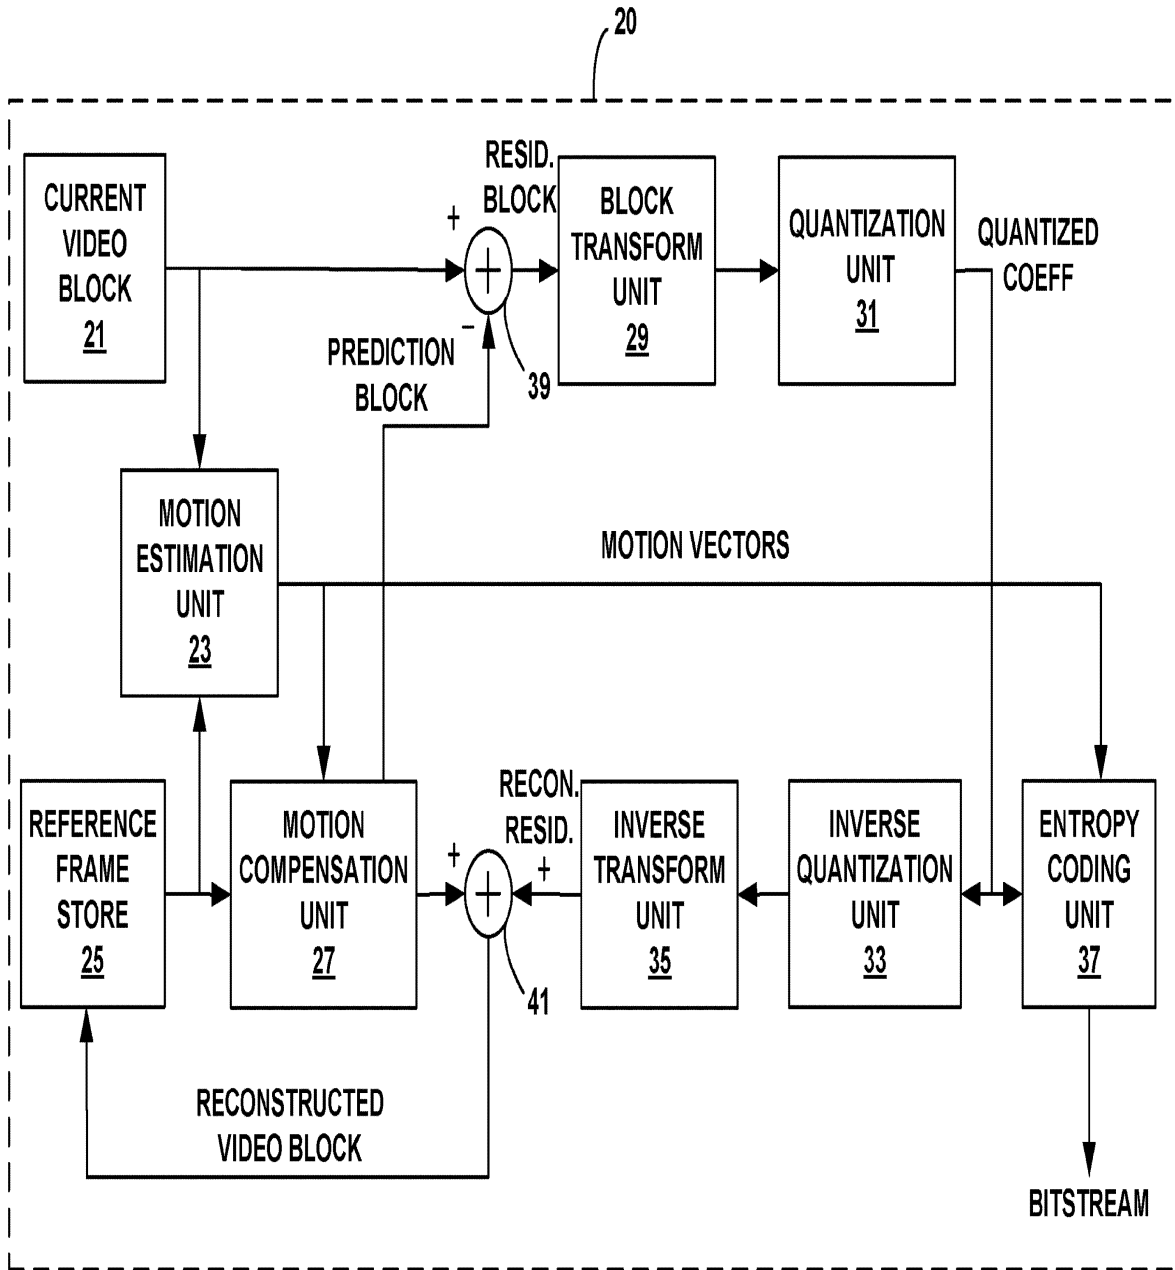 20
CURRENT
VIDEO
BLOCK
21
+
RESID.
BLOCK
+
−
39
BLOCK
TRANSFORM
UNIT
29
QUANTIZATION
UNIT
31
QUANTIZED
COEFF
PREDICTION
BLOCK
MOTION
ESTIMATION
UNIT
23
MOTION VECTORS
REFERENCE
FRAME
STORE
25
MOTION
COMPENSATION
UNIT
27
+
+
RECON.
RESID.
+
41
INVERSE
TRANSFORM
UNIT
35
INVERSE
QUANTIZATION
UNIT
33
ENTROPY
CODING
UNIT
37
RECONSTRUCTED
VIDEO BLOCK
BITSTREAM